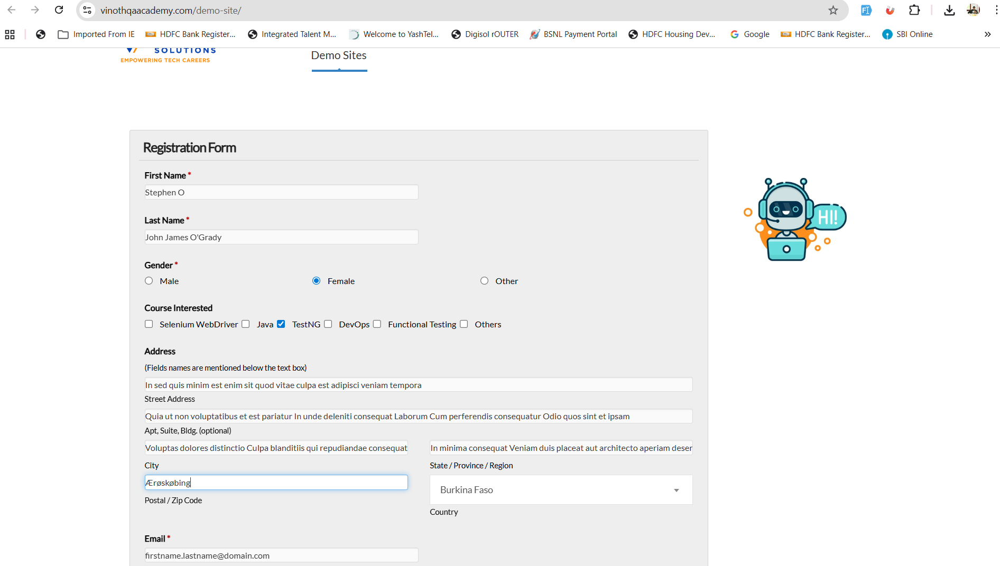 vinothqaacademy.com/demo-site/
Imported From IE HDFC Bank Register... Integrated Talent M... Welcome to YashTel... Digisol rOUTER BSNL Payment Portal HDFC Housing Dev... Google HDFC Bank Register... SBI Online »
SOLUTIONS
EMPOWERING TECH CAREERS
Demo Sites
Registration Form
First Name *
Stephen O
Last Name *
John James O'Grady
Gender *
Male Female Other
Course Interested
Selenium WebDriver Java TestNG DevOps Functional Testing Others
Address
(Fields names are mentioned below the text box)
In sed quis minim est enim sit quod vitae culpa est adipisci veniam tempora
Street Address
Quia ut non voluptatibus et est pariatur In unde deleniti consequat Laborum Cum perferendis consequatur Odio quos sint et ipsam
Apt, Suite, Bldg. (optional)
Voluptas dolores distinctio Culpa blanditiis qui repudiandae consequat In minima consequat Veniam duis placeat aut architecto aperiam deser
City State / Province / Region
Ærøskøbing
Burkina Faso
Postal / Zip Code
Country
Email *
firstname.lastname@domain.com
HI!